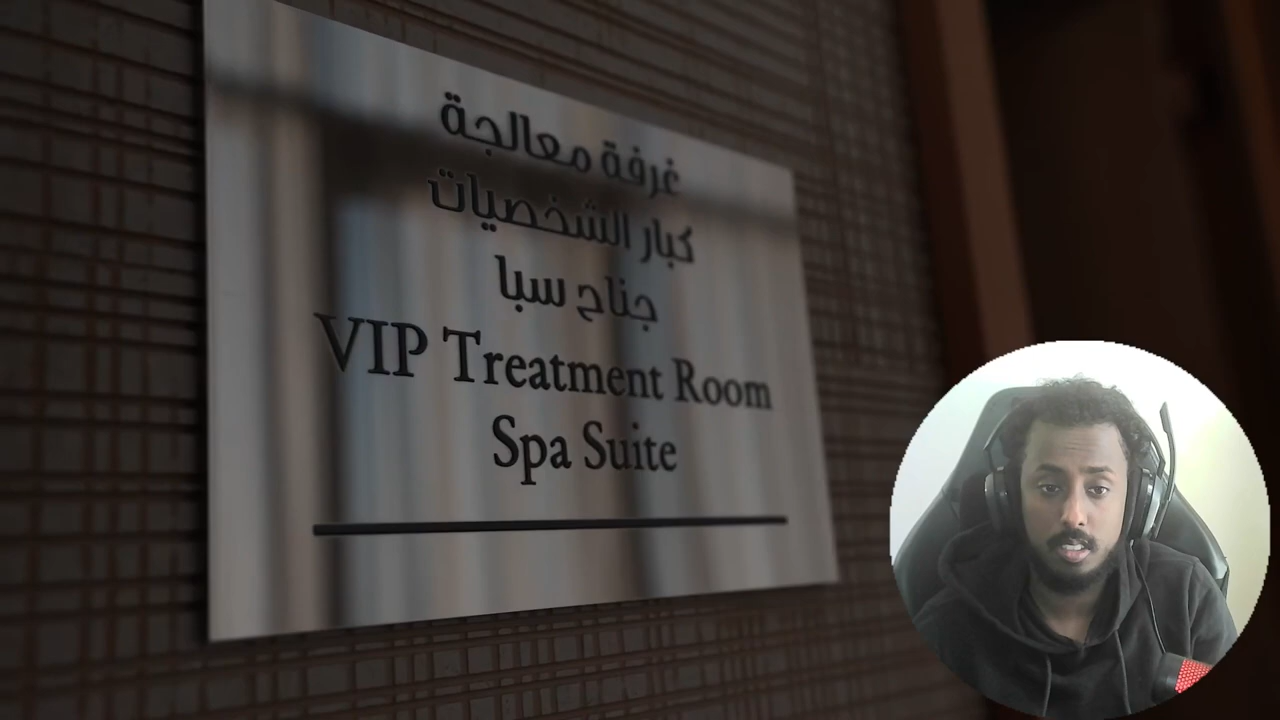 غرفة معالجة
كبار الشخصيات
جناح سبا
VIP Treatment Room
Spa Suite